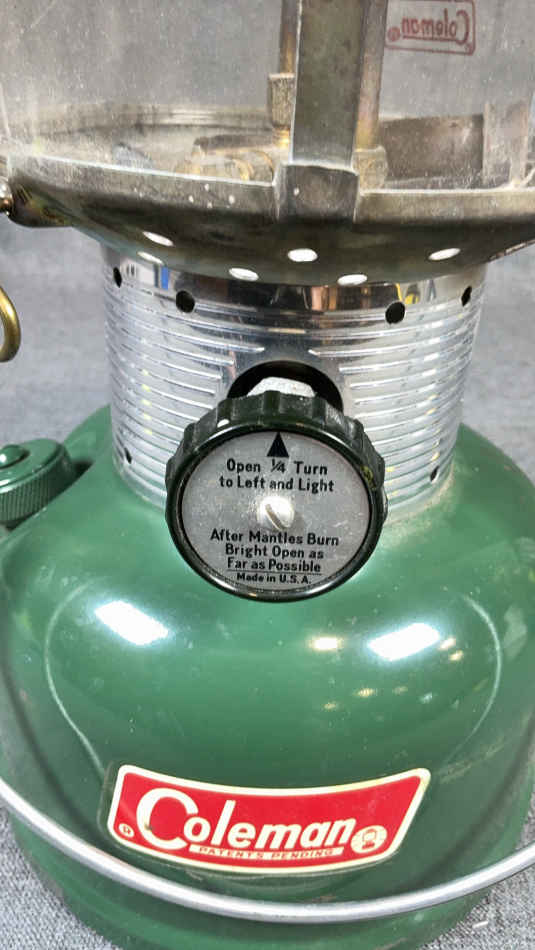 Coleman
Open ¼ Turn
to Left and Light
After Mantles Burn
Bright Open as
Far as Possible
Made in U.S.A.
Coleman
PATENTS PENDING